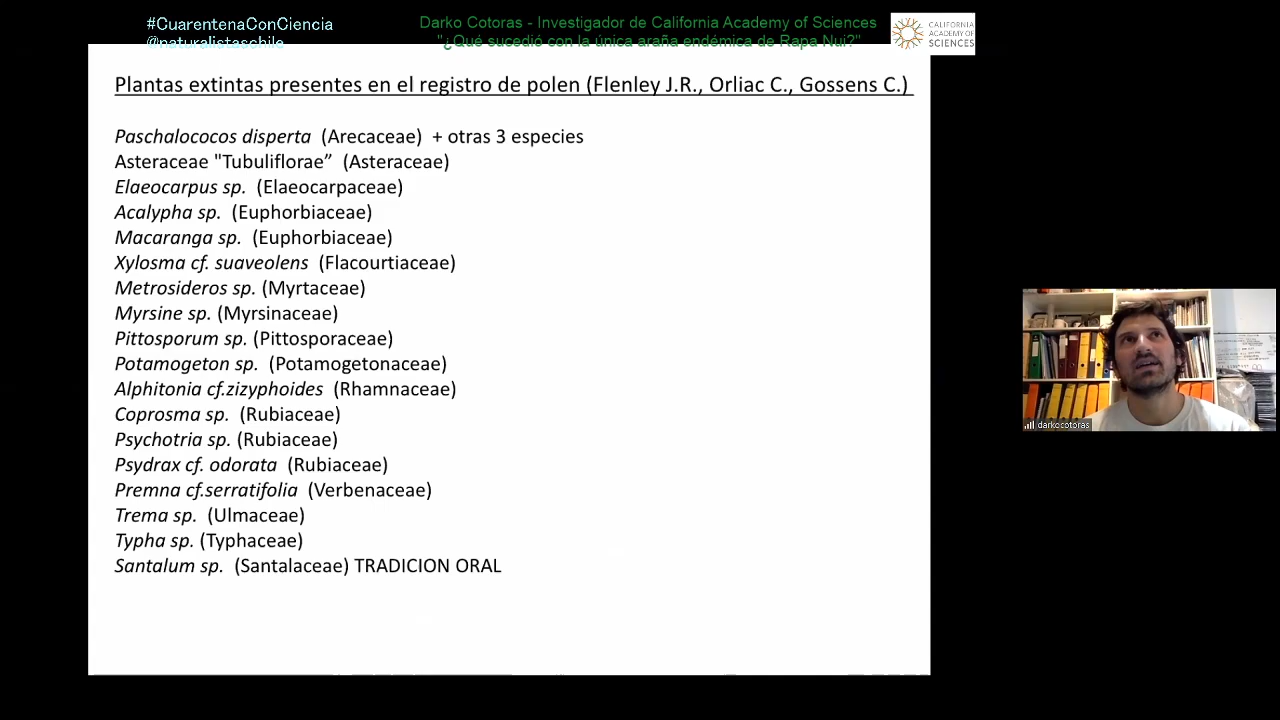 #CuarentenaConCiencia
@naturalistaschile
Darko Cotoras - Investigador de California Academy of Sciences
"¿Qué sucedió con la única araña endémica de Rapa Nui?"
CALIFORNIA
ACADEMY OF
SCIENCES
Plantas extintas presentes en el registro de polen (Flenley J.R., Orliac C., Gossens C.)
Paschalococos disperta (Arecaceae) + otras 3 especies
Asteraceae "Tubuliflorae” (Asteraceae)
Elaeocarpus sp. (Elaeocarpaceae)
Acalypha sp. (Euphorbiaceae)
Macaranga sp. (Euphorbiaceae)
Xylosma cf. suaveolens (Flacourtiaceae)
Metrosideros sp. (Myrtaceae)
Myrsine sp. (Myrsinaceae)
Pittosporum sp. (Pittosporaceae)
Potamogeton sp. (Potamogetonaceae)
Alphitonia cf.zizyphoides (Rhamnaceae)
Coprosma sp. (Rubiaceae)
Psychotria sp. (Rubiaceae)
Psydrax cf. odorata (Rubiaceae)
Premna cf.serratifolia (Verbenaceae)
Trema sp. (Ulmaceae)
Typha sp. (Typhaceae)
Santalum sp. (Santalaceae) TRADICION ORAL
darkocotoras